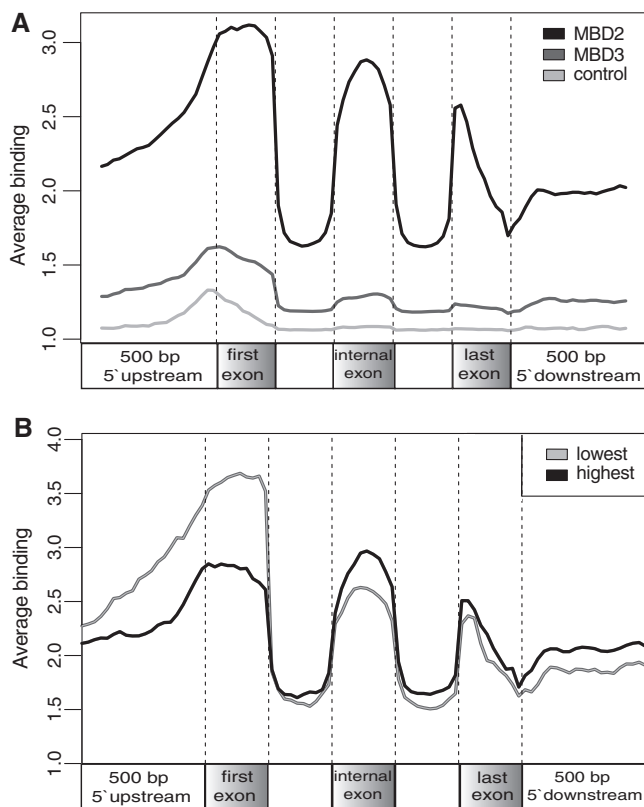 A
MBD2
MBD3
control
Average binding
3.0
2.5
2.0
1.5
1.0
500 bp
5`upstream
first
exon
internal
exon
last
exon
500 bp
5`downstream
B
lowest
highest
Average binding
4.0
3.5
3.0
2.5
2.0
1.5
1.0
500 bp
5`upstream
first
exon
internal
exon
last
exon
500 bp
5`downstream